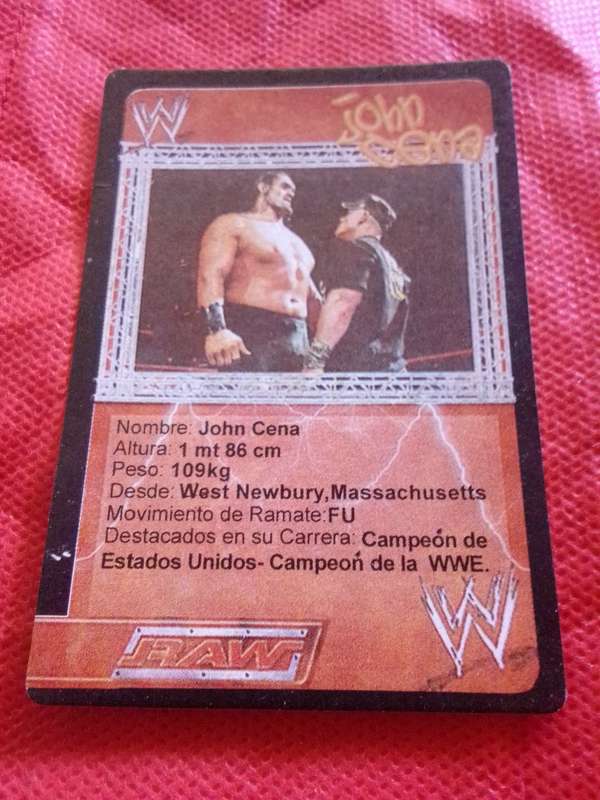 W
john
cena
Nombre: John Cena
Altura: 1 mt 86 cm
Peso: 109kg
Desde: West Newbury,Massachusetts
Movimiento de Ramate:FU
Destacados en su Carrera: Campeón de
Estados Unidos- Campeoń de la WWE.
RAW
W